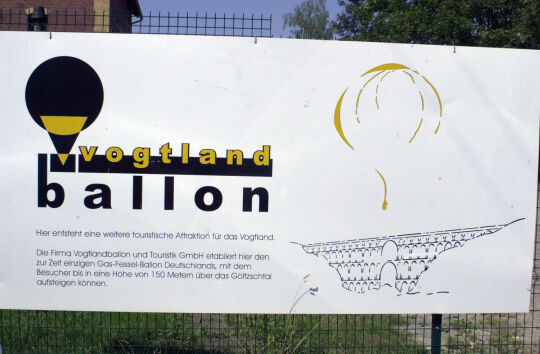 vogtland
ballon
Hier entsteht eine weitere touristische Attraktion für das Vogtland.
Die Firma Vogtlandballon und Touristik GmbH etabliert hier den
zur Zeit einzigen Gas-Fessel-Ballon Deutschlands, mit dem
Besucher bis in eine Höhe von 150 Metern über das Göltzschtal
aufsteigen können.